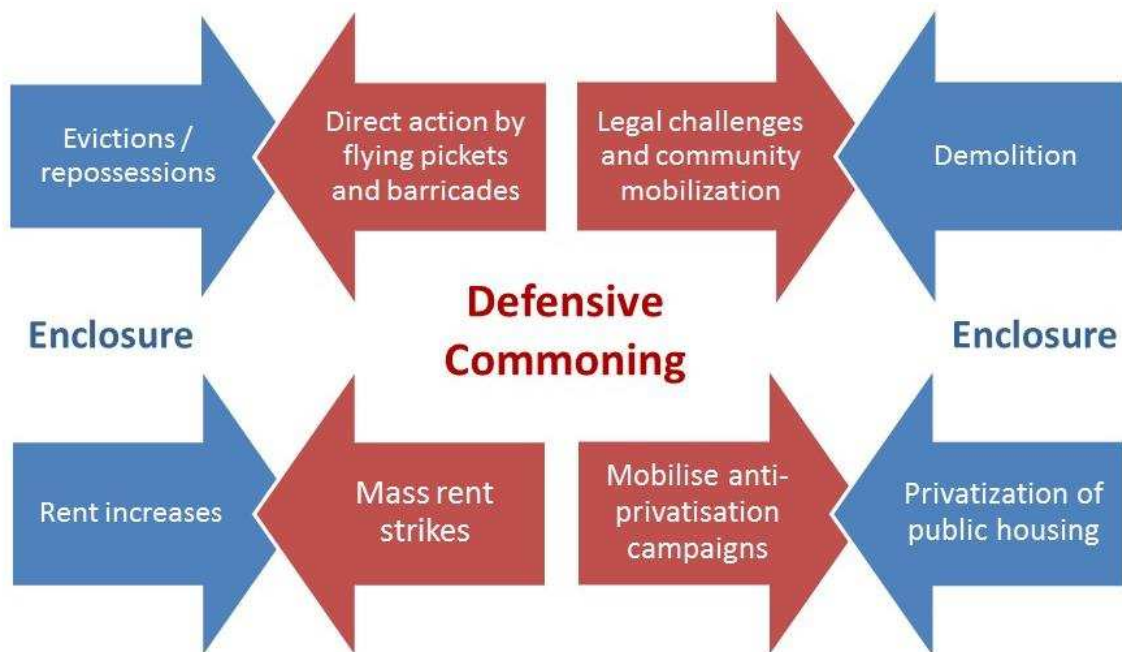 Evictions /
repossessions
Direct action by
flying pickets
and barricades
Legal challenges
and community
mobilization
Demolition
Enclosure
Defensive
Commoning
Enclosure
Rent increases
Mass rent
strikes
Mobilise anti-
privatisation
campaigns
Privatization of
public housing